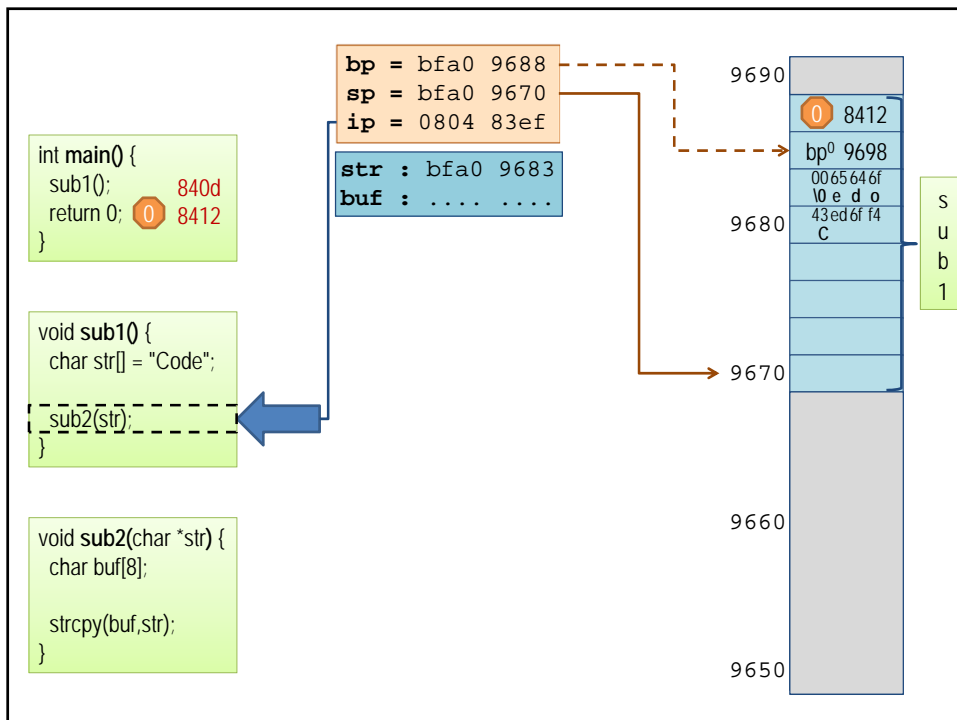 bp = bfa0 9688
sp = bfa0 9670
ip = 0804 83ef
str : bfa0 9683
buf : .... ....
int main() {
sub1(); 840d
return 0; 0 8412
}
void sub1() {
char str[] = "Code";
sub2(str);
}
void sub2(char *str) {
char buf[8];
strcpy(buf,str);
}
9690
0 8412
bp⁰ 9698
00 65 64 6f
\0 e d o
9680
43 ed 6f f4
C
9670
9660
9650
s
u
b
1